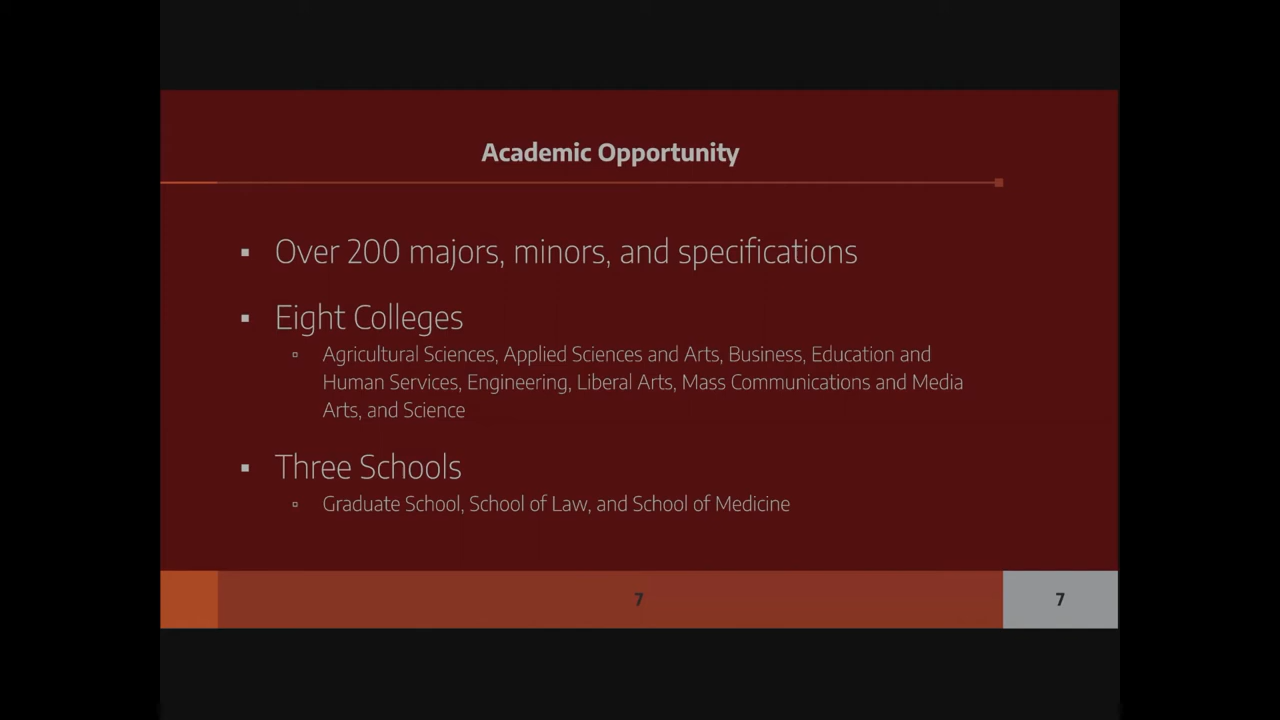 Academic Opportunity
▪ Over 200 majors, minors, and specifications
▪ Eight Colleges
▫ Agricultural Sciences, Applied Sciences and Arts, Business, Education and
Human Services, Engineering, Liberal Arts, Mass Communications and Media
Arts, and Science
▪ Three Schools
▫ Graduate School, School of Law, and School of Medicine
7
7